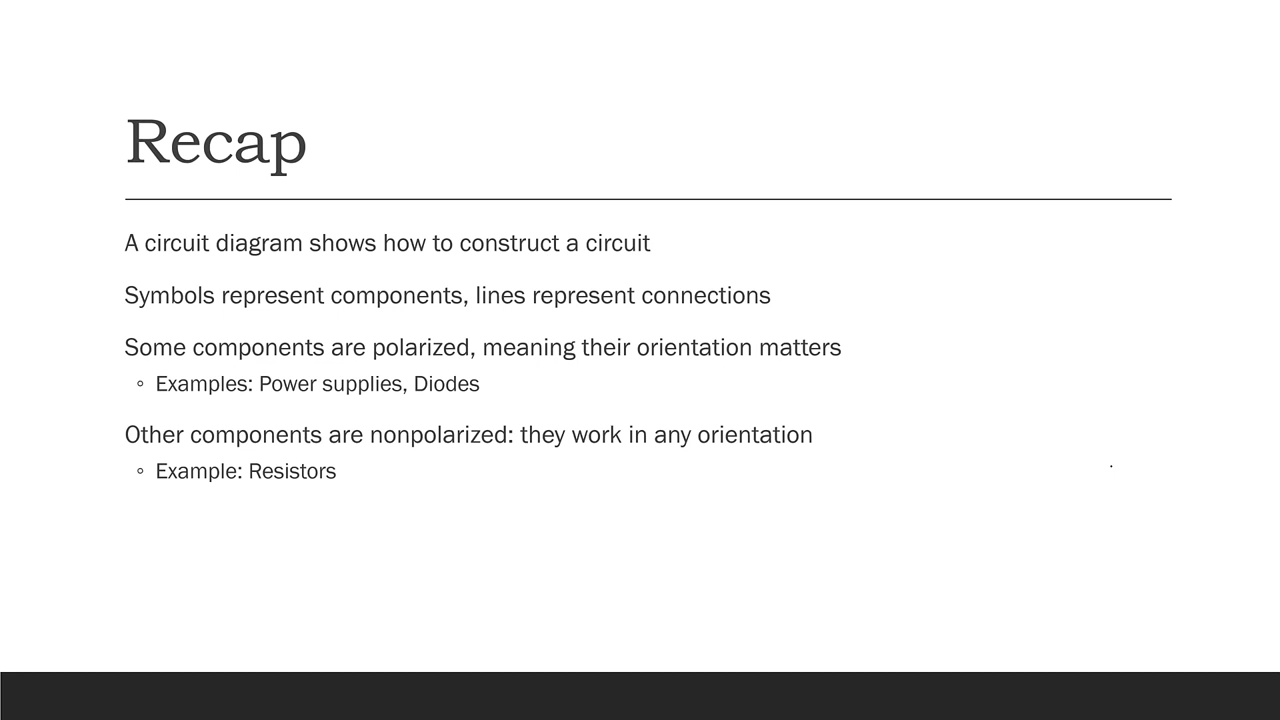 Recap
A circuit diagram shows how to construct a circuit
Symbols represent components, lines represent connections
Some components are polarized, meaning their orientation matters
◦ Examples: Power supplies, Diodes
Other components are nonpolarized: they work in any orientation
◦ Example: Resistors